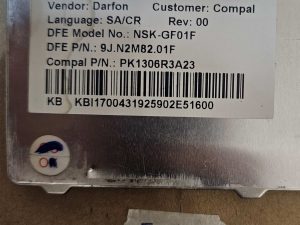 Vendor: Darfon Customer: Compal
Language: SA/CR Rev: 00
DFE Model No.: NSK-GF01F
DFE P/N.: 9J.N2M82.01F
Compal P/N.: PK1306R3A23
KB KBI1700431925902E51600